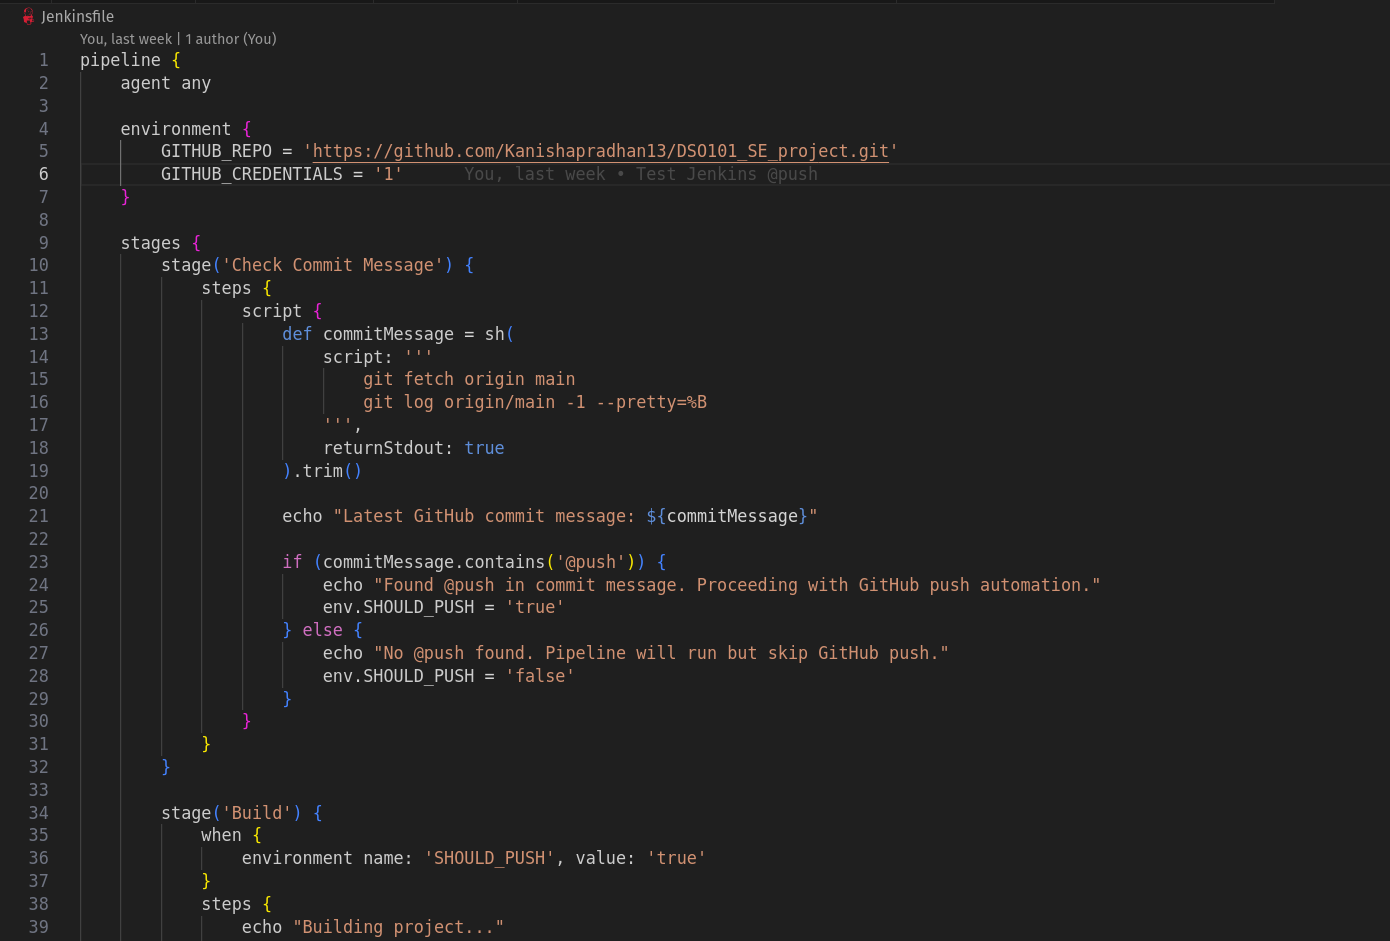 Jenkinsfile
You, last week | 1 author (You)
1 pipeline {
2     agent any
3
4     environment {
5         GITHUB_REPO = 'https://github.com/Kanishapradhan13/DSO101_SE_project.git'
6         GITHUB_CREDENTIALS = '1'      You, last week • Test Jenkins @push
7     }
8
9     stages {
10         stage('Check Commit Message') {
11             steps {
12                 script {
13                     def commitMessage = sh(
14                         script: '''
15                             git fetch origin main
16                             git log origin/main -1 --pretty=%B
17                         ''',
18                         returnStdout: true
19                     ).trim()
20
21                     echo "Latest GitHub commit message: ${commitMessage}"
22
23                     if (commitMessage.contains('@push')) {
24                         echo "Found @push in commit message. Proceeding with GitHub push automation."
25                         env.SHOULD_PUSH = 'true'
26                     } else {
27                         echo "No @push found. Pipeline will run but skip GitHub push."
28                         env.SHOULD_PUSH = 'false'
29                     }
30                 }
31             }
32         }
33
34         stage('Build') {
35             when {
36                 environment name: 'SHOULD_PUSH', value: 'true'
37             }
38             steps {
39                 echo "Building project..."